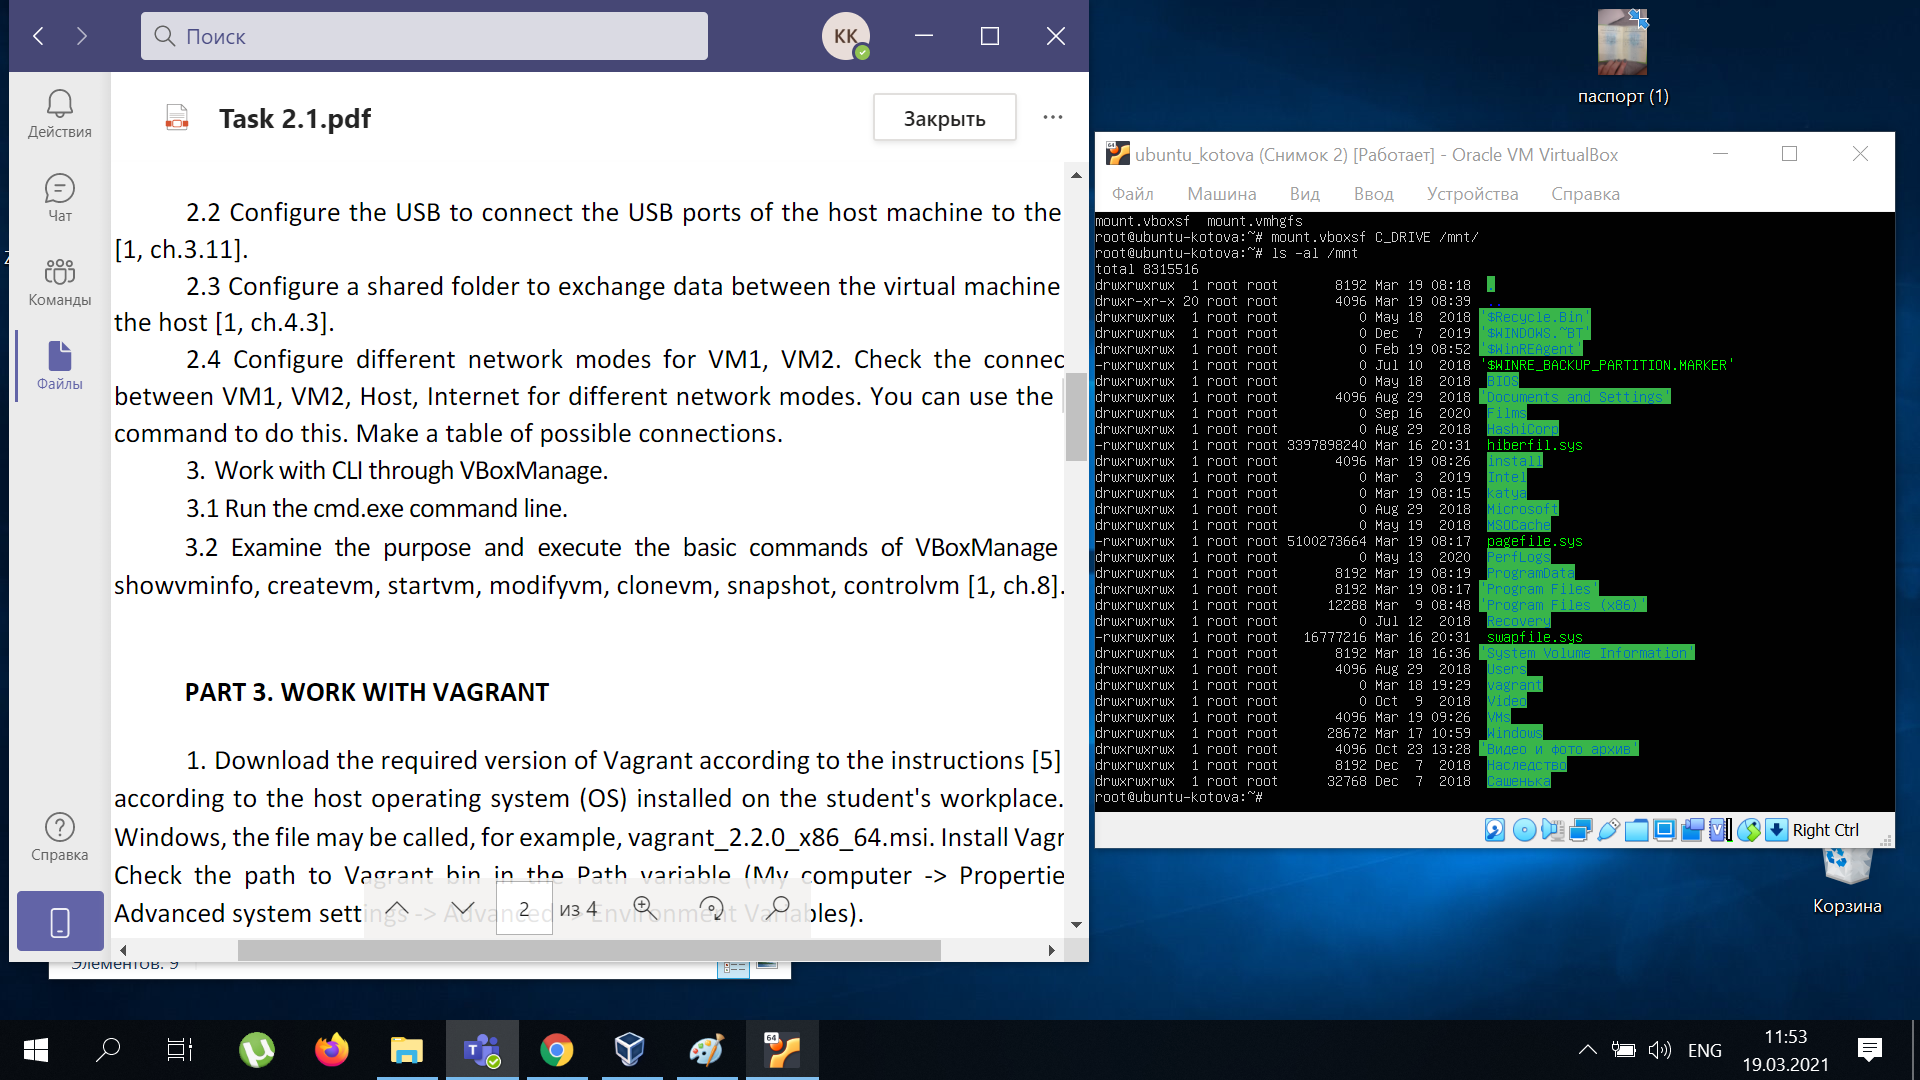 Поиск
КК
Действия
Чат
Команды
Файлы
Справка
Task 2.1.pdf
Закрыть
2.2 Configure the USB to connect the USB ports of the host machine to the
[1, ch.3.11].
2.3 Configure a shared folder to exchange data between the virtual machine
the host [1, ch.4.3].
2.4 Configure different network modes for VM1, VM2. Check the connec
between VM1, VM2, Host, Internet for different network modes. You can use the
command to do this. Make a table of possible connections.
3. Work with CLI through VBoxManage.
3.1 Run the cmd.exe command line.
3.2 Examine the purpose and execute the basic commands of VBoxManage
showvminfo, createvm, startvm, modifyvm, clonevm, snapshot, controlvm [1, ch.8].
PART 3. WORK WITH VAGRANT
1. Download the required version of Vagrant according to the instructions [5]
according to the host operating system (OS) installed on the student's workplace.
Windows, the file may be called, for example, vagrant_2.2.0_x86_64.msi. Install Vagr
Check the path to Vagrant bin in the Path variable (My computer -> Propertie
Advanced system settings -> Advanced > Environment Variables).
2 из 4
Элементов: 9
паспорт (1)
ubuntu_kotova (Снимок 2) [Работает] - Oracle VM VirtualBox
Файл Машина Вид Ввод Устройства Справка
mount.vboxsf  mount.vmhgfs
root@ubuntu-kotova:~# mount.vboxsf C_DRIVE /mnt/
root@ubuntu-kotova:~# ls -al /mnt
total 8315516
drwxrwxrwx  1 root root       8192 Mar 19 08:18 .
drwxr-xr-x 20 root root       4096 Mar 19 08:39 ..
drwxrwxrwx  1 root root          0 May 18  2018 '$Recycle.Bin'
drwxrwxrwx  1 root root          0 Dec  7  2019 '$WINDOWS.~BT'
drwxrwxrwx  1 root root          0 Feb 19 08:52 '$WinREAgent'
-rwxrwxrwx  1 root root          0 Jul 10  2018 '$WINRE_BACKUP_PARTITION.MARKER'
drwxrwxrwx  1 root root          0 May 18  2018 BIOS
drwxrwxrwx  1 root root       4096 Aug 29  2018 'Documents and Settings'
drwxrwxrwx  1 root root          0 Sep 16  2020 Films
drwxrwxrwx  1 root root          0 Aug 29  2018 HashiCorp
-rwxrwxrwx  1 root root 3397898240 Mar 16 20:31 hiberfil.sys
drwxrwxrwx  1 root root       4096 Mar 19 08:26 install
drwxrwxrwx  1 root root          0 Mar  3  2019 Intel
drwxrwxrwx  1 root root          0 Mar 19 08:15 katya
drwxrwxrwx  1 root root          0 Aug 29  2018 Microsoft
drwxrwxrwx  1 root root          0 May 19  2018 MSOCache
-rwxrwxrwx  1 root root 5100273664 Mar 19 08:17 pagefile.sys
drwxrwxrwx  1 root root          0 May 13  2020 PerfLogs
drwxrwxrwx  1 root root       8192 Mar 19 08:19 ProgramData
drwxrwxrwx  1 root root       8192 Mar 19 08:17 'Program Files'
drwxrwxrwx  1 root root      12288 Mar  9 08:48 'Program Files (x86)'
drwxrwxrwx  1 root root          0 Jul 12  2018 Recovery
-rwxrwxrwx  1 root root   16777216 Mar 16 20:31 swapfile.sys
drwxrwxrwx  1 root root       8192 Mar 18 16:36 'System Volume Information'
drwxrwxrwx  1 root root       4096 Aug 29  2018 Users
drwxrwxrwx  1 root root          0 Mar 18 19:29 vagrant
drwxrwxrwx  1 root root          0 Oct  9  2018 Video
drwxrwxrwx  1 root root       4096 Mar 19 09:26 VMs
drwxrwxrwx  1 root root      28672 Mar 17 10:59 Windows
drwxrwxrwx  1 root root       4096 Oct 23 13:28 'Видео и фото архив'
drwxrwxrwx  1 root root       8192 Dec  7  2018 Наследство
drwxrwxrwx  1 root root      32768 Dec  7  2018 Сашенька
root@ubuntu-kotova:~#
Right Ctrl
Корзина
64
ENG
11:53
19.03.2021